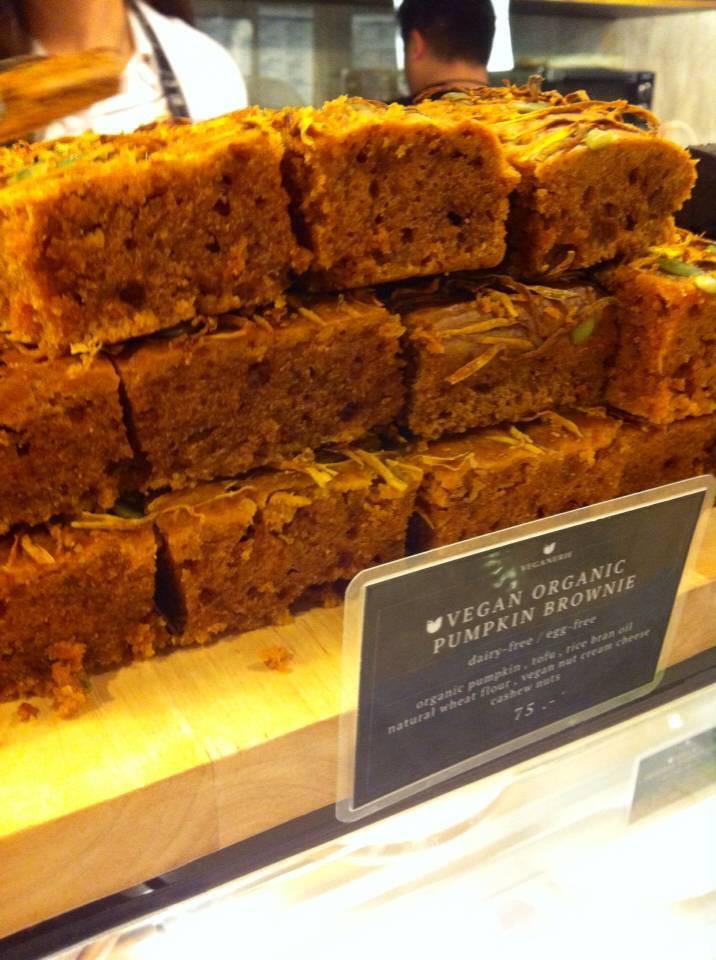 VEGANERIE
VEGAN ORGANIC
PUMPKIN BROWNIE
dairy-free / egg-free
organic pumpkin , tofu , rice bran oil
natural wheat flour , vegan nut cream cheese
cashew nuts
75 .-